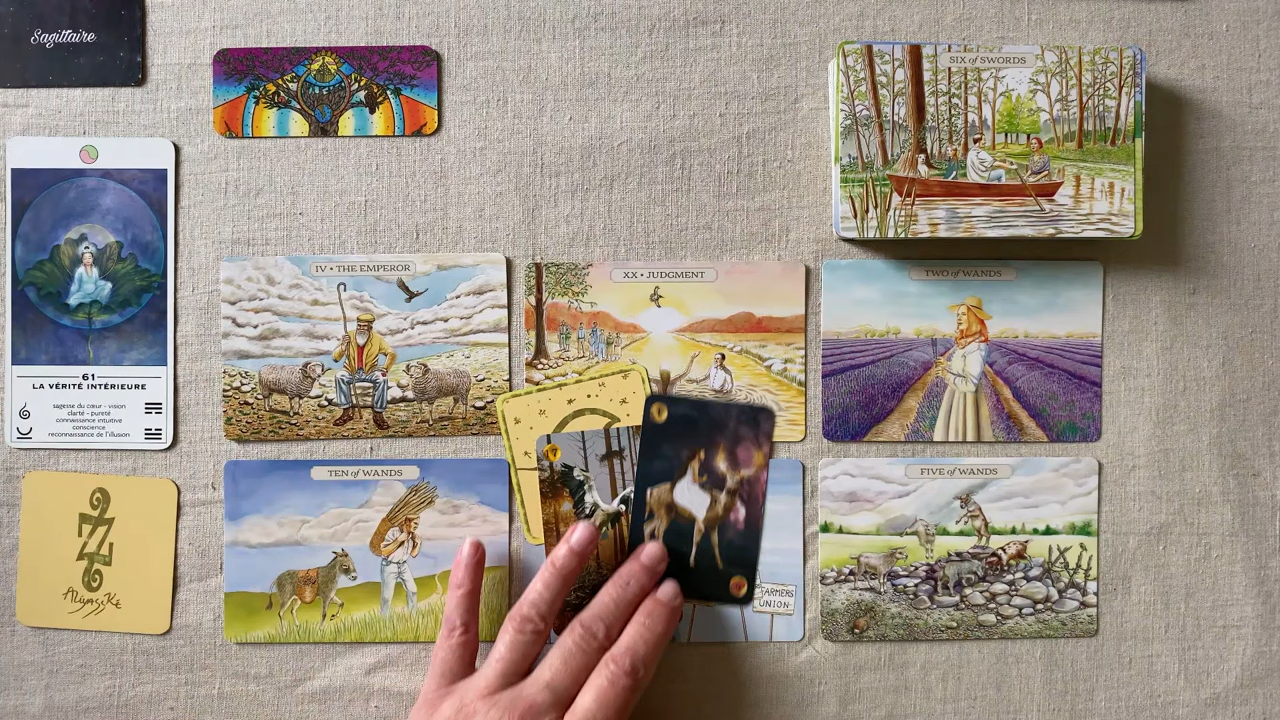 Sagittaire
SIX of SWORDS
61
LA VÉRITÉ INTÉRIEURE
sagesse du cœur - vision
clarté - pureté
connaissance intuitive
conscience
reconnaissance de l'illusion
IV • THE EMPEROR
XX • JUDGMENT
TWO of WANDS
TEN of WANDS
17
FARMERS
UNION
FIVE of WANDS